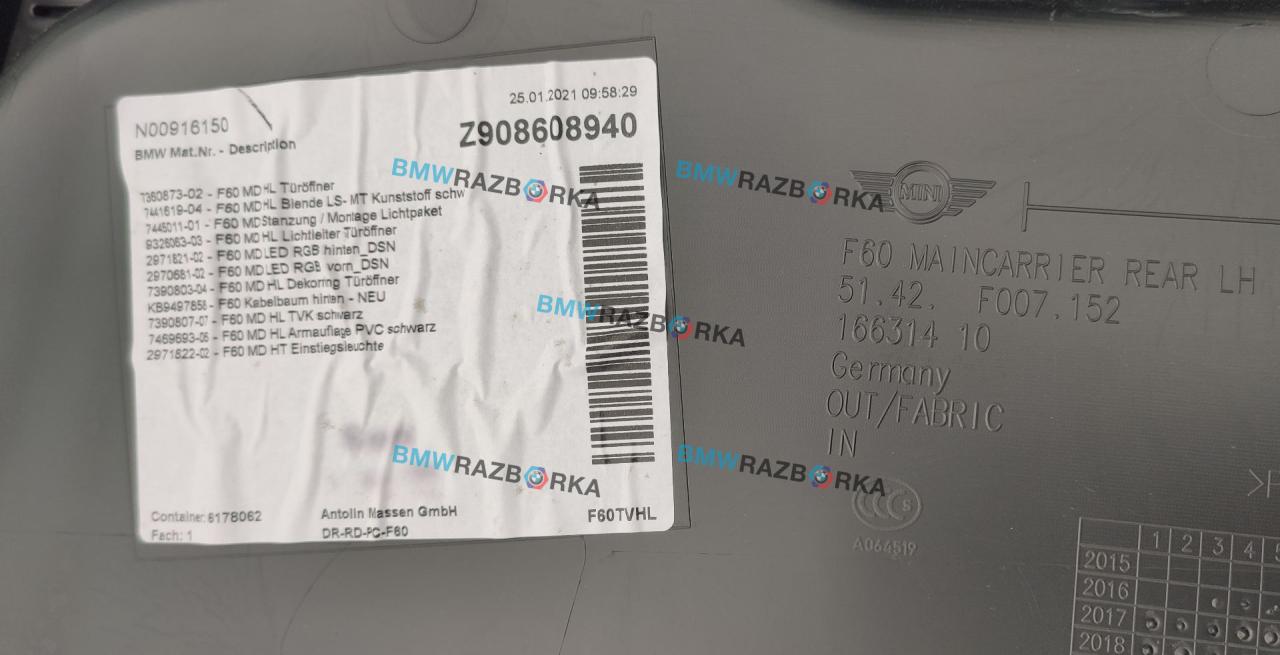 25.01.2021 09:58:29
N00916150
Z908608940
BMW Mat.Nr. - Description
7360873-02 - F60 MD HL Türöffner
7441619-04 - F60 MD HL Blende LS- MT Kunststoff schw
7445011-01 - F60 MD Stanzung / Montage Lichtpaket
9326063-03 - F60 MD HL Lichtleiter Türöffner
2971821-02 - F60 MD LED RGB hinten_DSN
2970681-02 - F60 MD LED RGB vorn_DSN
7390803-04 - F60 MD HL Dekorring Türöffner
KB9497858 - F60 Kabelbaum hinten - NEU
7390807-07 - F60 MD HL TVK schwarz
7469693-06 - F60 MD HL Armauflage PVC schwarz
2971822-02 - F60 MD HT Einstiegsleuchte
Container: 6178062
Fach: 1
Antolin Massen GmbH
DR-RD-PC-F60
F60TVHL
BMWRAZBORKA
BMWRAZBORKA
BMWRAZBORKA
BMWRAZBORKA
BMWRAZBORKA
MINI
F60 MAINCARRIER REAR LH
51.42. F007.152
166314 10
Germany
OUT/FABRIC
IN
CCC S
A064519
1 2 3 4
2015
2016
2017
2018